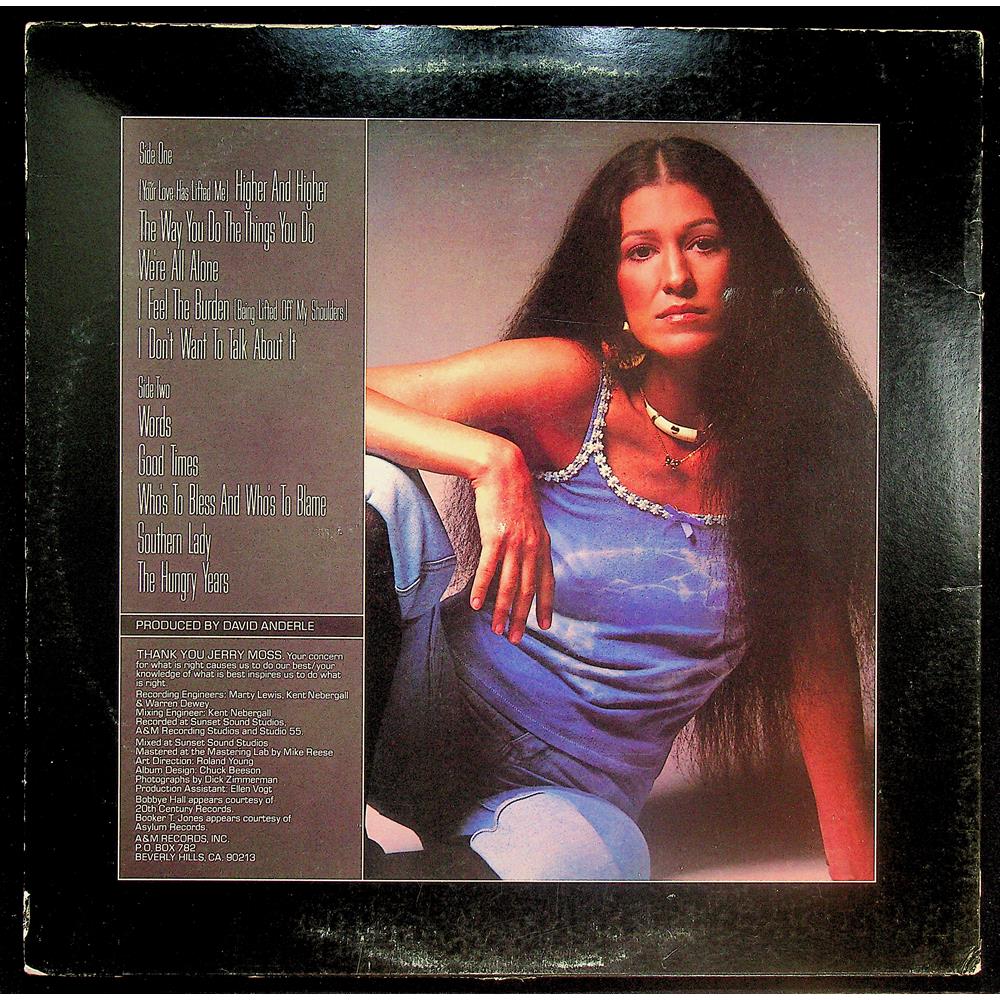 Side One
(Your Love Has Lifted Me) Higher And Higher
The Way You Do The Things You Do
We're All Alone
I Feel The Burden (Being Lifted Off My Shoulders)
I Don't Want To Talk About It
Side Two
Words
Good Times
Who's To Bless And Who's To Blame
Southern Lady
The Hungry Years
PRODUCED BY DAVID ANDERLE
THANK YOU JERRY MOSS. Your concern
for what is right causes us to do our best/your
knowledge of what is best inspires us to do what
is right.
Recording Engineers: Marty Lewis, Kent Nebergall
& Warren Dewey
Mixing Engineer: Kent Nebergall
Recorded at Sunset Sound Studios,
A&M Recording Studios and Studio 55.
Mixed at Sunset Sound Studios
Mastered at the Mastering Lab by Mike Reese
Art Direction: Roland Young
Album Design: Chuck Beeson
Photographs by Dick Zimmerman
Production Assistant: Ellen Vogt
Bobbye Hall appears courtesy of
20th Century Records.
Booker T. Jones appears courtesy of
Asylum Records.
A&M RECORDS, INC.
P.O. BOX 782
BEVERLY HILLS, CA. 90213